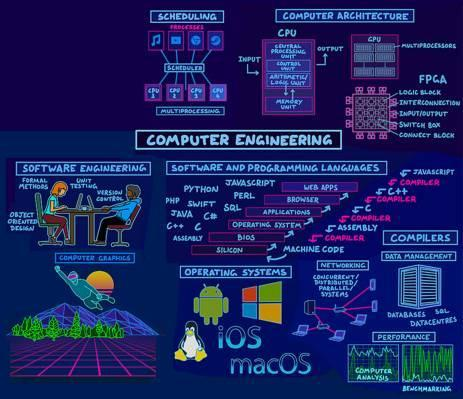 SCHEDULING
PROCESSES
SCHEDULER
CPU 1
CPU 2
CPU 3
CPU 4
MULTIPROCESSING
COMPUTER ARCHITECTURE
CPU
INPUT
CENTRAL PROCESSING UNIT
CONTROL UNIT
ARITHMETIC/ LOGIC UNIT
MEMORY UNIT
OUTPUT
GPU
MULTIPROCESSORS
FPGA
LOGIC BLOCK
INTERCONNECTION
INPUT/OUTPUT
SWITCH BOX
CONNECT BLOCK
COMPUTER ENGINEERING
SOFTWARE ENGINEERING
FORMAL METHODS
UNIT TESTING
VERSION CONTROL
OBJECT ORIENTED DESIGN
COMPUTER GRAPHICS
SOFTWARE AND PROGRAMMING LANGUAGES
PYTHON
JAVASCRIPT
PERL
PHP
SWIFT
SQL
JAVA
C#
C++
C
ASSEMBLY
WEB APPS
BROWSER
APPLICATIONS
OPERATING SYSTEM
BIOS
SILICON
JAVASCRIPT
COMPILER
C++
COMPILER
C
COMPILER
ASSEMBLY
COMPILER
MACHINE CODE
COMPILERS
OPERATING SYSTEMS
iOS
macOS
NETWORKING
CONCURRENT/
DISTRIBUTED/
PARALLEL
SYSTEMS
DATA MANAGEMENT
DATABASES
SQL
DATACENTRES
PERFORMANCE
COMPUTER ANALYSIS
BENCHMARKING